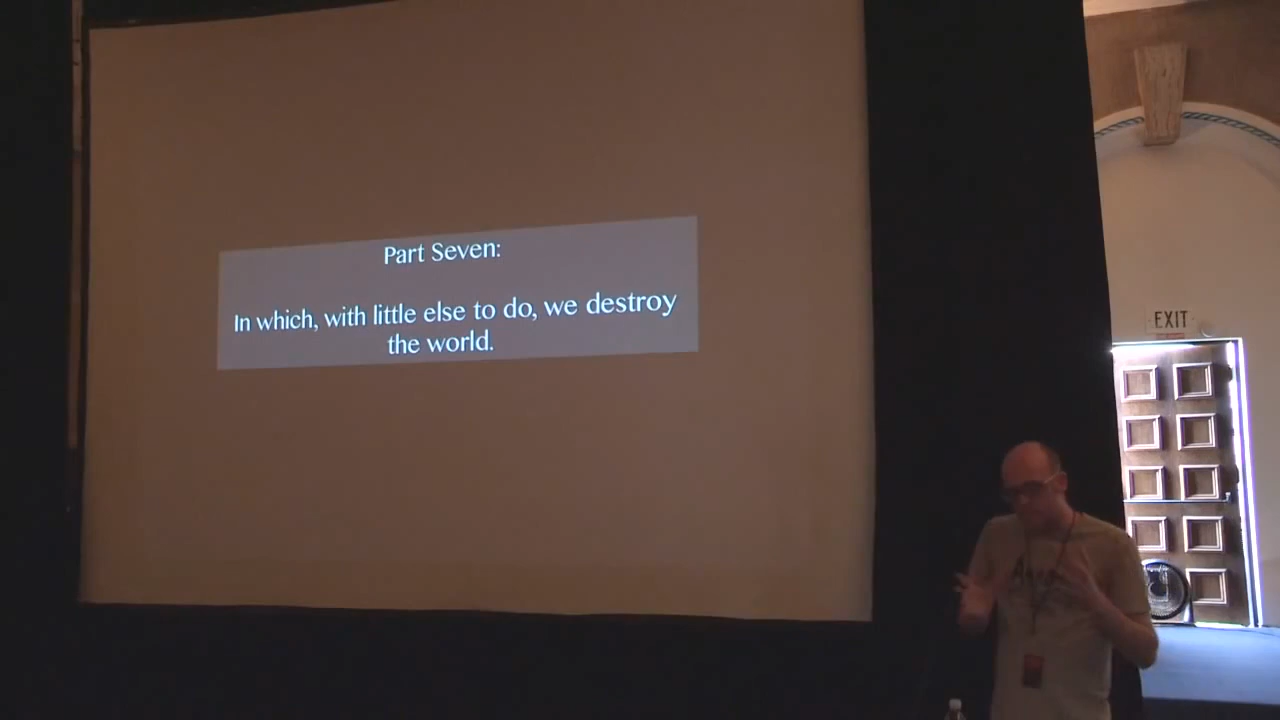 Part Seven:
In which, with little else to do, we destroy
the world.
EXIT